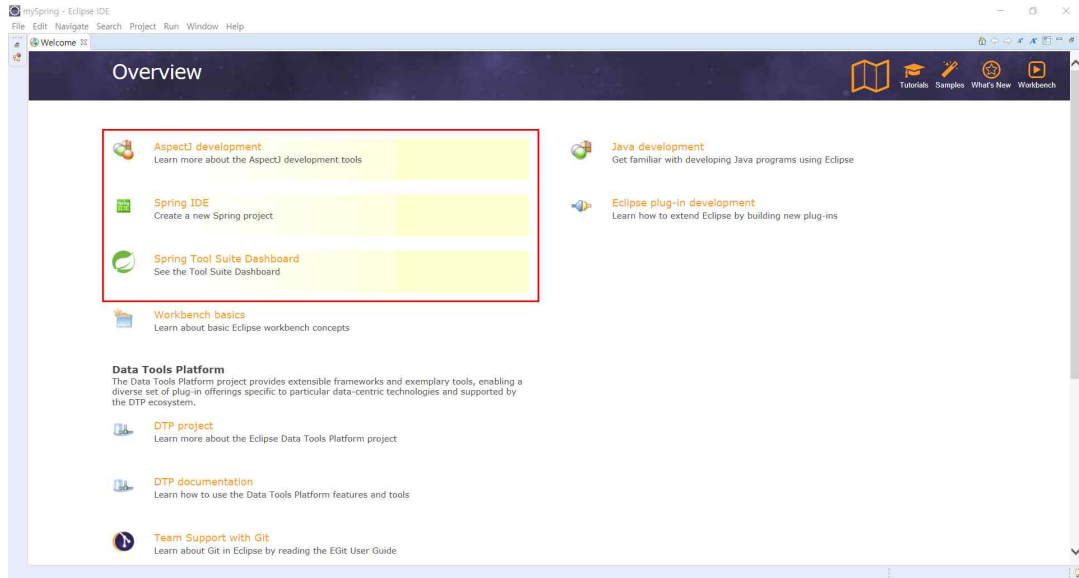 mySpring - Eclipse IDE
File Edit Navigate Search Project Run Window Help
Welcome
Overview
Tutorials Samples What's New Workbench
AspectJ development
Learn more about the AspectJ development tools
Java development
Get familiar with developing Java programs using Eclipse
Spring IDE
Create a new Spring project
Eclipse plug-in development
Learn how to extend Eclipse by building new plug-ins
Spring Tool Suite Dashboard
See the Tool Suite Dashboard
Workbench basics
Learn about basic Eclipse workbench concepts
Data Tools Platform
The Data Tools Platform project provides extensible frameworks and exemplary tools, enabling a
diverse set of plug-in offerings specific to particular data-centric technologies and supported by
the DTP ecosystem.
DTP project
Learn more about the Eclipse Data Tools Platform project
DTP documentation
Learn how to use the Data Tools Platform features and tools
Team Support with Git
Learn about Git in Eclipse by reading the EGit User Guide